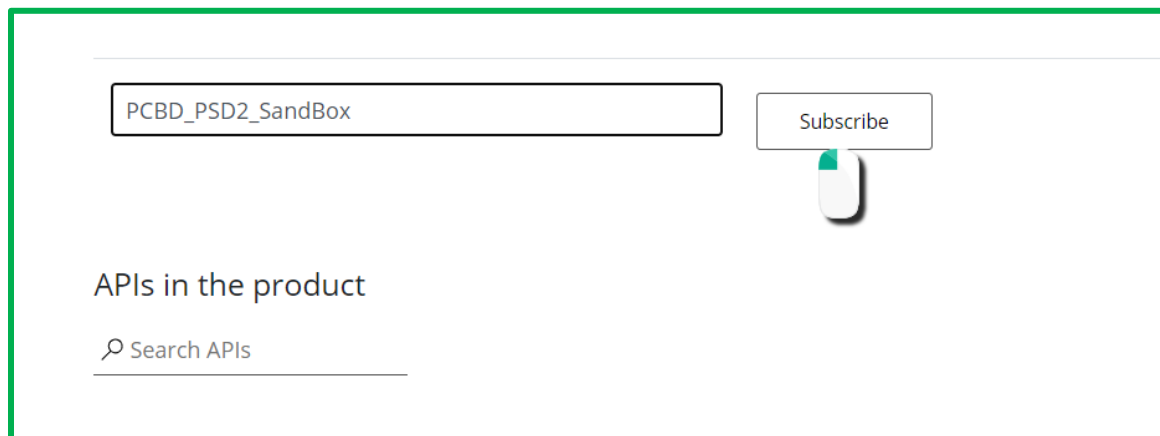 PCBD_PSD2_SandBox
Subscribe
APIs in the product
Search APIs